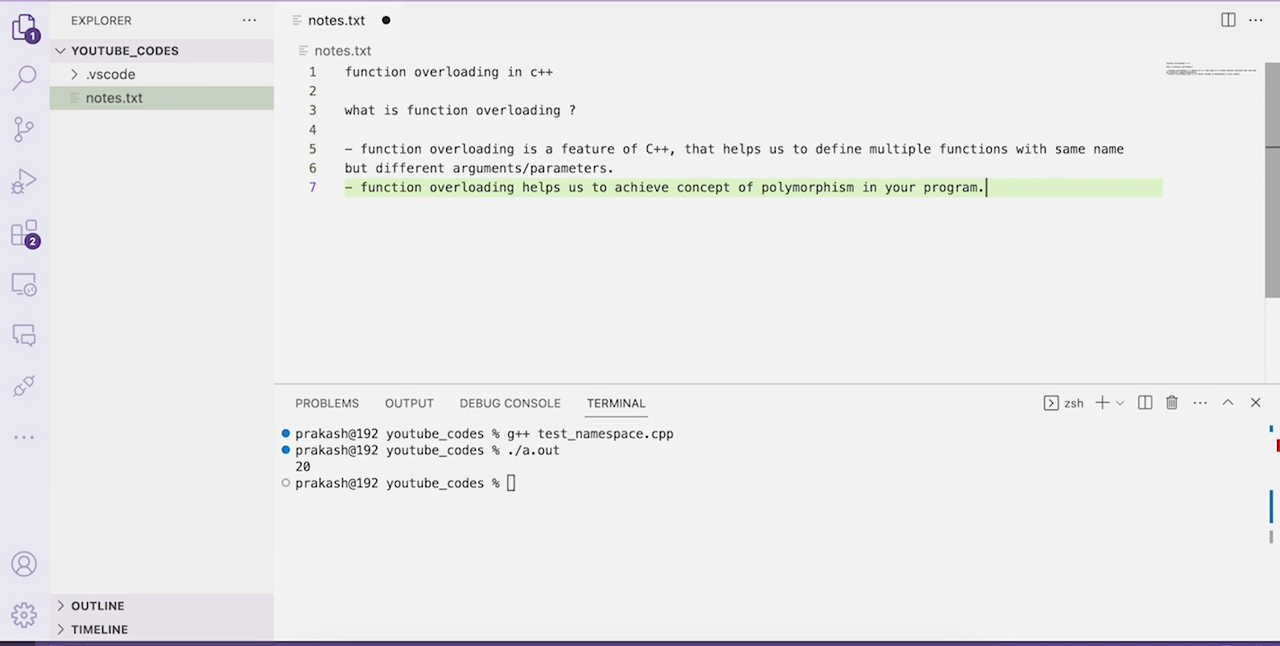 EXPLORER
YOUTUBE_CODES
.vscode
notes.txt
OUTLINE
TIMELINE
1
2
notes.txt
notes.txt
1 function overloading in c++
2
3 what is function overloading ?
4
5 - function overloading is a feature of C++, that helps us to define multiple functions with same name
6 but different arguments/parameters.
7 - function overloading helps us to achieve concept of polymorphism in your program.
PROBLEMS OUTPUT DEBUG CONSOLE TERMINAL
zsh
prakash@192 youtube_codes % g++ test_namespace.cpp
prakash@192 youtube_codes % ./a.out
20
prakash@192 youtube_codes %